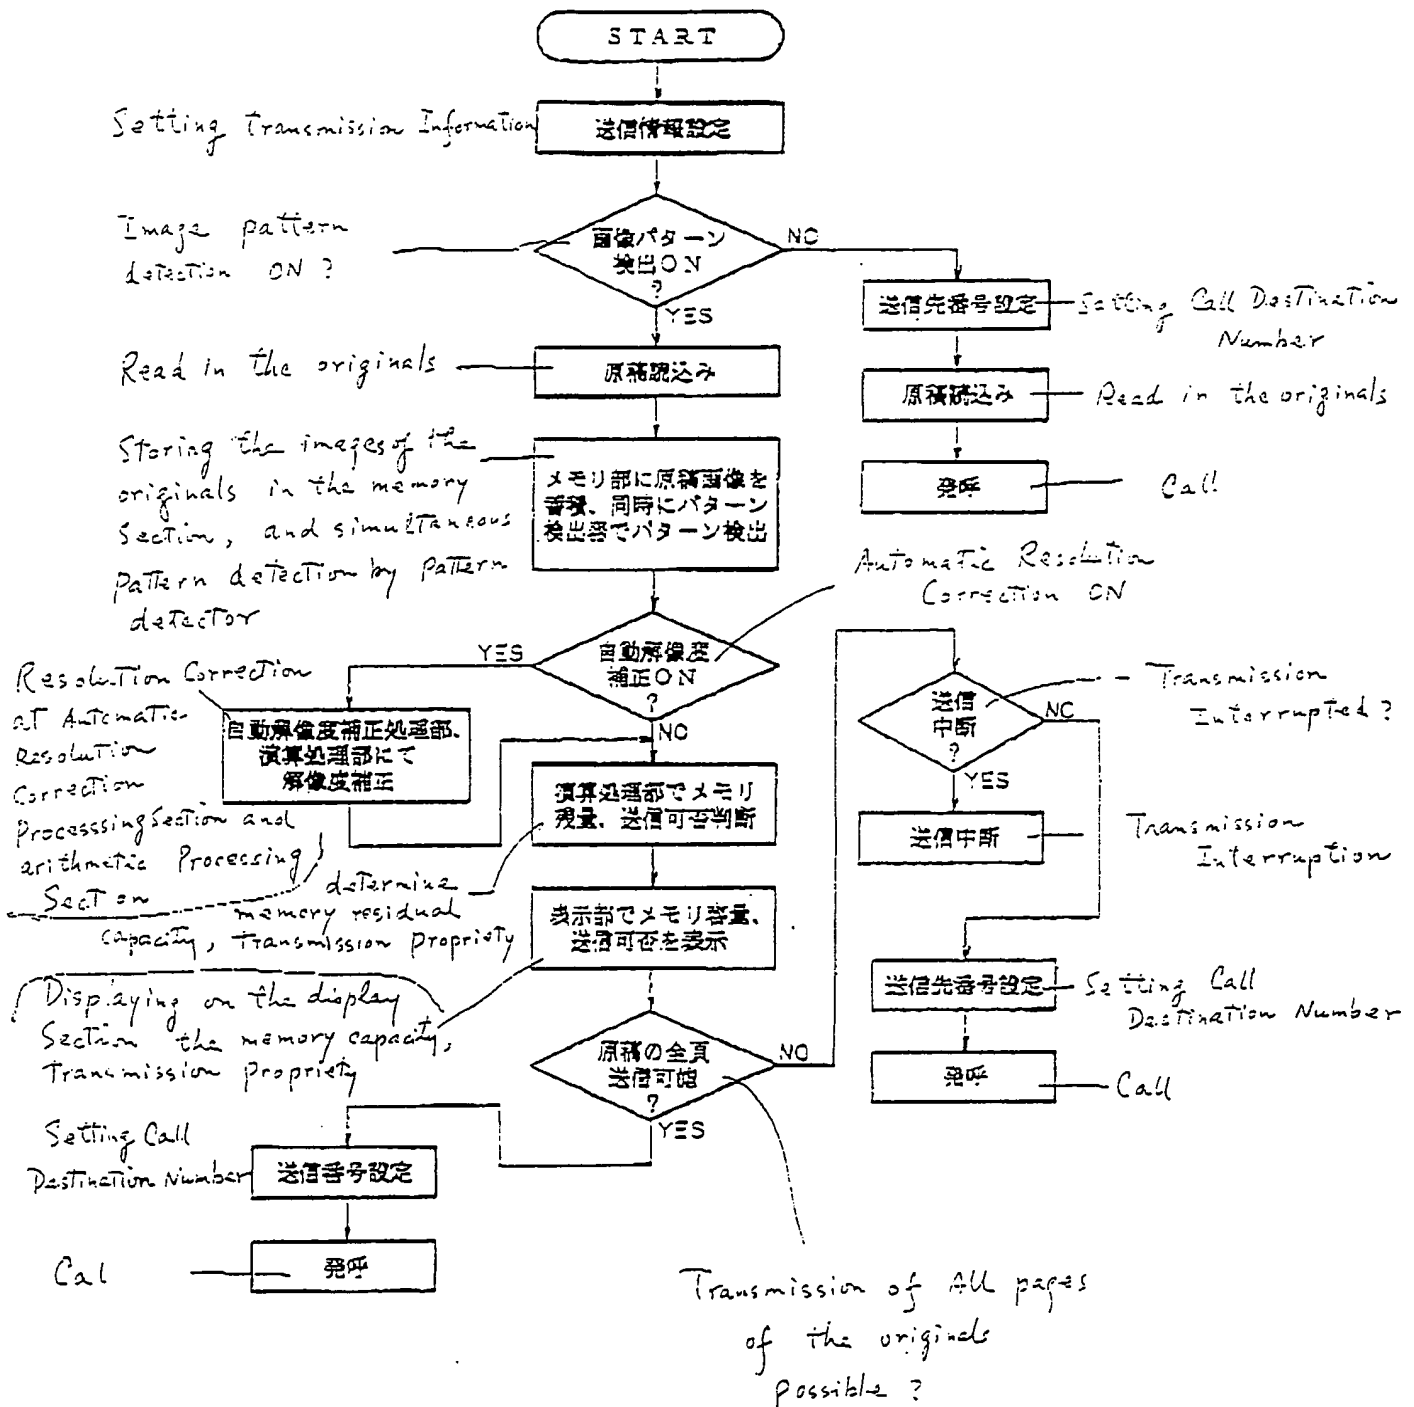 START
Setting Transmission Information
送信情報設定
Image pattern
detection ON ?
画像パターン
検出ON
?
NO
YES
送信先番号設定
Setting Call Destination
Number
Read in the originals
原稿読込み
原稿読込み
Read in the originals
Storing the images of the
originals in the memory
Section, and simultaneous
pattern detection by pattern
detector
メモリ部に原稿画像を
蓄積、同時にパターン
検出器でパターン検出
発呼
Call
Automatic Resolution
Correction ON
自動解像度
補正ON
?
YES
NO
Resolution Correction
at Automatic
Resolution
Correction
Processsing Section and
arithmetic Processing
Section
自動解像度補正処理部、
演算処理部にて
解像度補正
送信
中断
?
NO
YES
Transmission
Interrupted ?
演算処理部でメモリ
残量、送信可否判断
送信中断
Transmission
Interruption
determine
memory residual
capacity, Transmission Propriety
表示部でメモリ容量、
送信可否を表示
Displaying on the display
Section the memory capacity,
Transmission Propriety
送信先番号設定
Setting Call
Destination Number
原稿の全頁
送信可能
?
NO
YES
発呼
Call
Setting Call
Destination Number
送信番号設定
Cal
発呼
Transmission of All pages
of the originals
possible ?